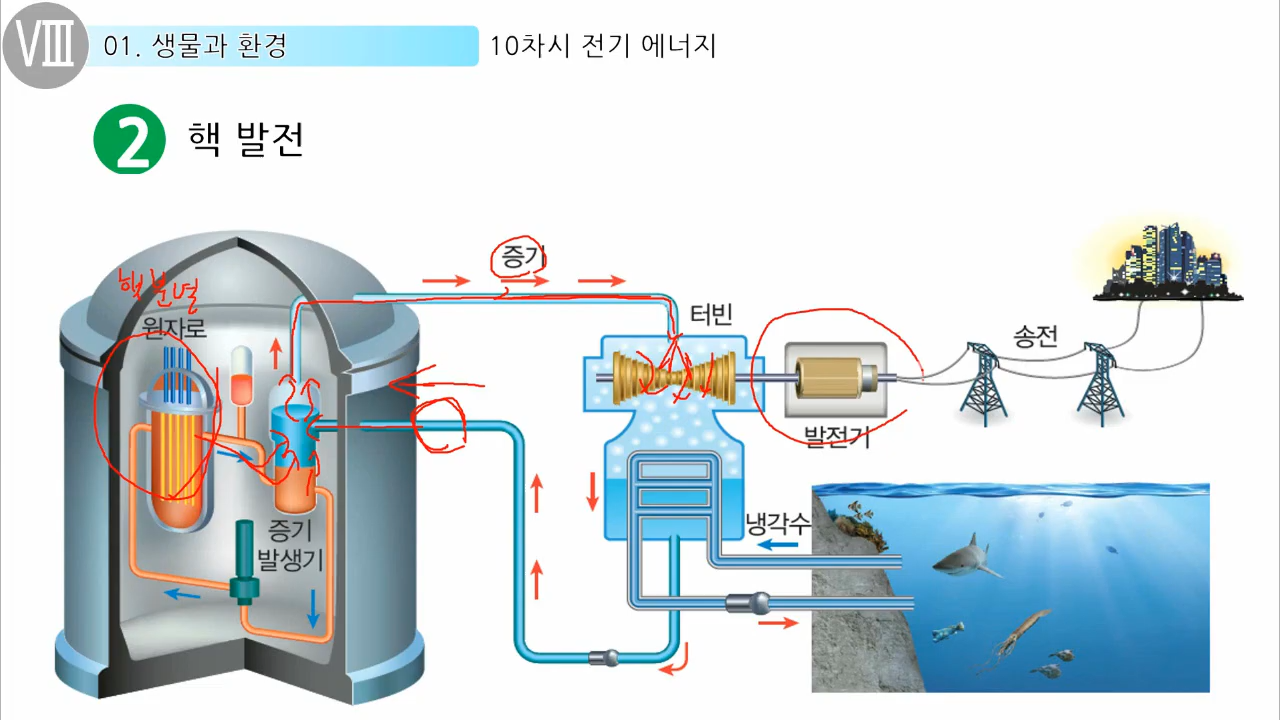 Ⅷ
01. 생물과 환경
10차시 전기 에너지
2 핵 발전
증기
핵분열
원자로
터빈
송전
발전기
증기
발생기
냉각수